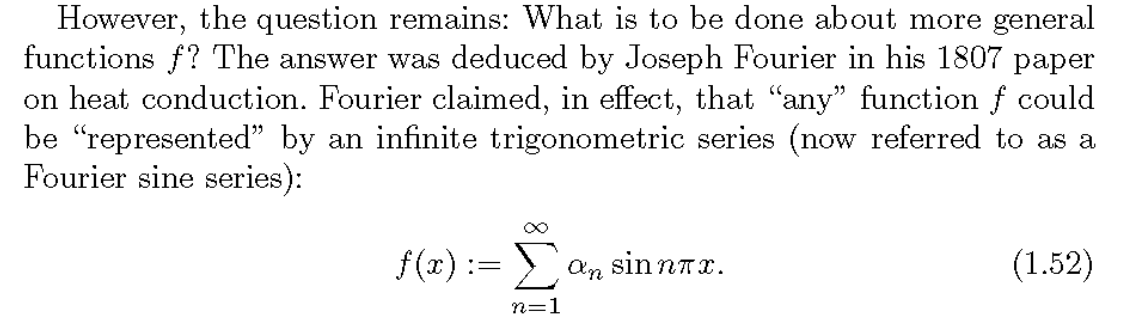 However, the question remains: What is to be done about more general
functions f? The answer was deduced by Joseph Fourier in his 1807 paper
on heat conduction. Fourier claimed, in effect, that “any” function f could
be “represented” by an infinite trigonometric series (now referred to as a
Fourier sine series):
f(x) := ∑_{n=1}^{∞} α_n sin nπx. (1.52)